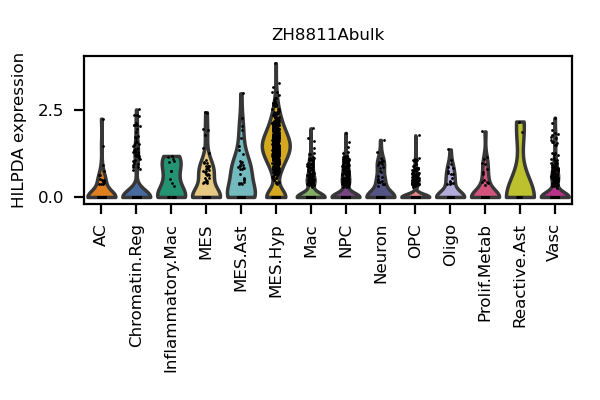 ZH8811Abulk
HILPDA expression
2.5
0.0
AC
Chromatin.Reg
Inflammatory.Mac
MES
MES.Ast
MES.Hyp
Mac
NPC
Neuron
OPC
Oligo
Prolif.Metab
Reactive.Ast
Vasc